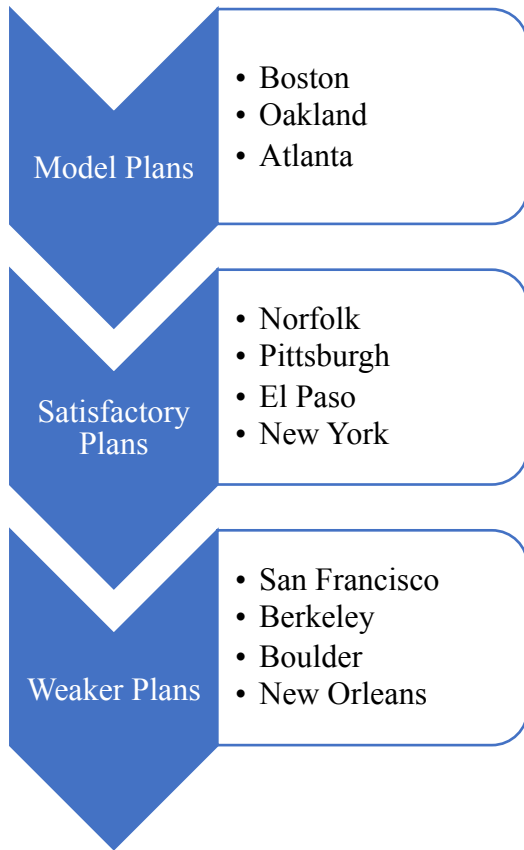 Model Plans
• Boston
• Oakland
• Atlanta
Satisfactory
Plans
• Norfolk
• Pittsburgh
• El Paso
• New York
Weaker Plans
• San Francisco
• Berkeley
• Boulder
• New Orleans